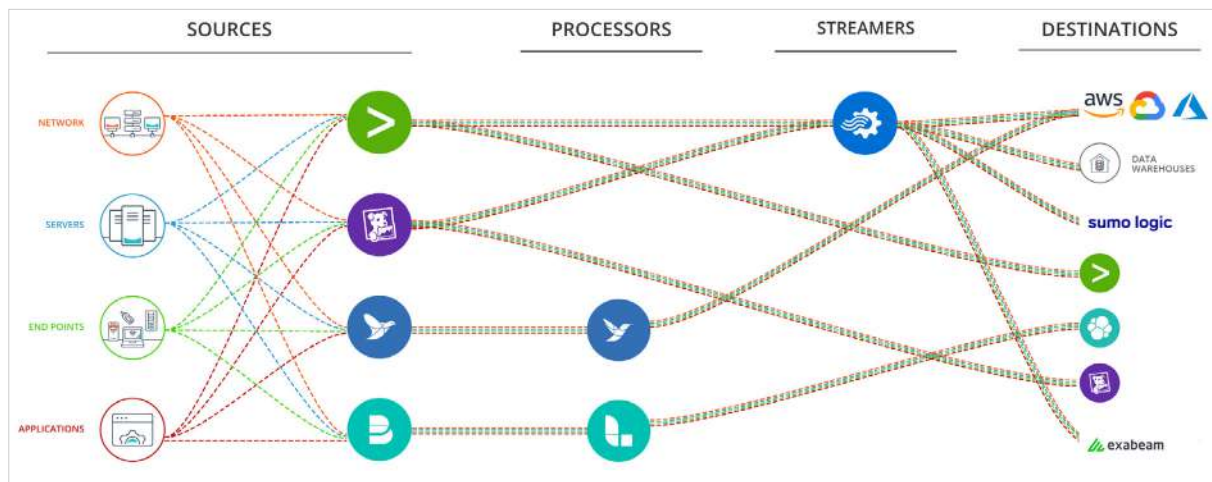 SOURCES
PROCESSORS
STREAMERS
DESTINATIONS
NETWORK
aws
DATA
WAREHOUSES
SERVERS
sumo logic
END POINTS
APPLICATIONS
exabeam